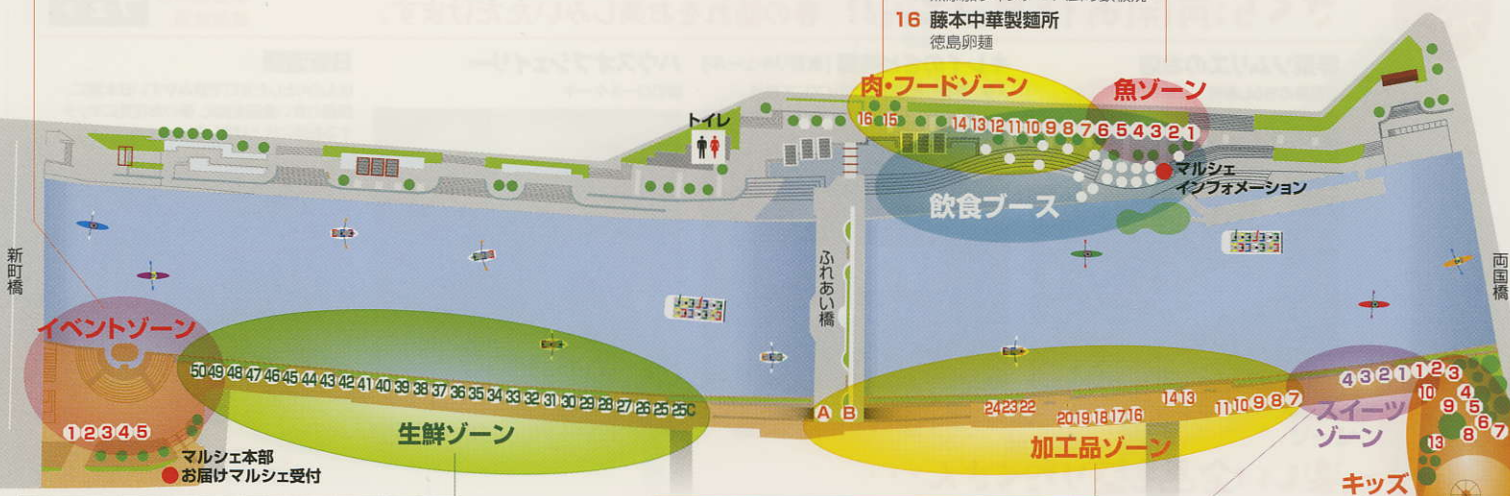 16 藤本中華製麺所
徳島卵麺
肉・フードゾーン
魚ゾーン
トイレ
16 15 14 13 12 11 10 9 8 7 6 5 4 3 2 1
マルシェ
インフォメーション
飲食ブース
新町橋
ふれあい橋
両国橋
イベントゾーン
50 49 48 47 46 45 44 43 42 41 40 39 38 37 36 35 34 33 32 31 30 29 28 27 26 25 25C
生鮮ゾーン
1 2 3 4 5
マルシェ本部
お届けマルシェ受付
A B
24 23 22
20 19 18 17 16
14 13
11 10 9 8 7
加工品ゾーン
4 3 2 1
スイーツ
ゾーン
1 2 3
10 4
9 5
6
13 8 7
キッズ